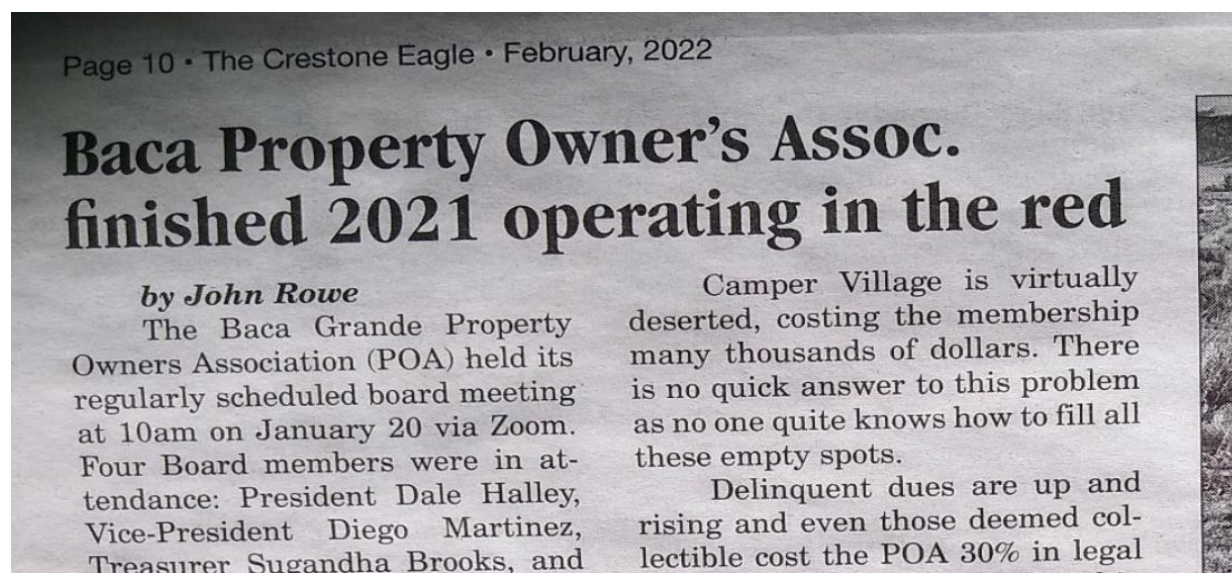 Page 10 • The Crestone Eagle • February, 2022
Baca Property Owner's Assoc.
finished 2021 operating in the red
by John Rowe
The Baca Grande Property
Owners Association (POA) held its
regularly scheduled board meeting
at 10am on January 20 via Zoom.
Four Board members were in at-
tendance: President Dale Halley,
Vice-President Diego Martinez,
Treasurer Sugandha Brooks, and
Camper Village is virtually
deserted, costing the membership
many thousands of dollars. There
is no quick answer to this problem
as no one quite knows how to fill all
these empty spots.
Delinquent dues are up and
rising and even those deemed col-
lectible cost the POA 30% in legal